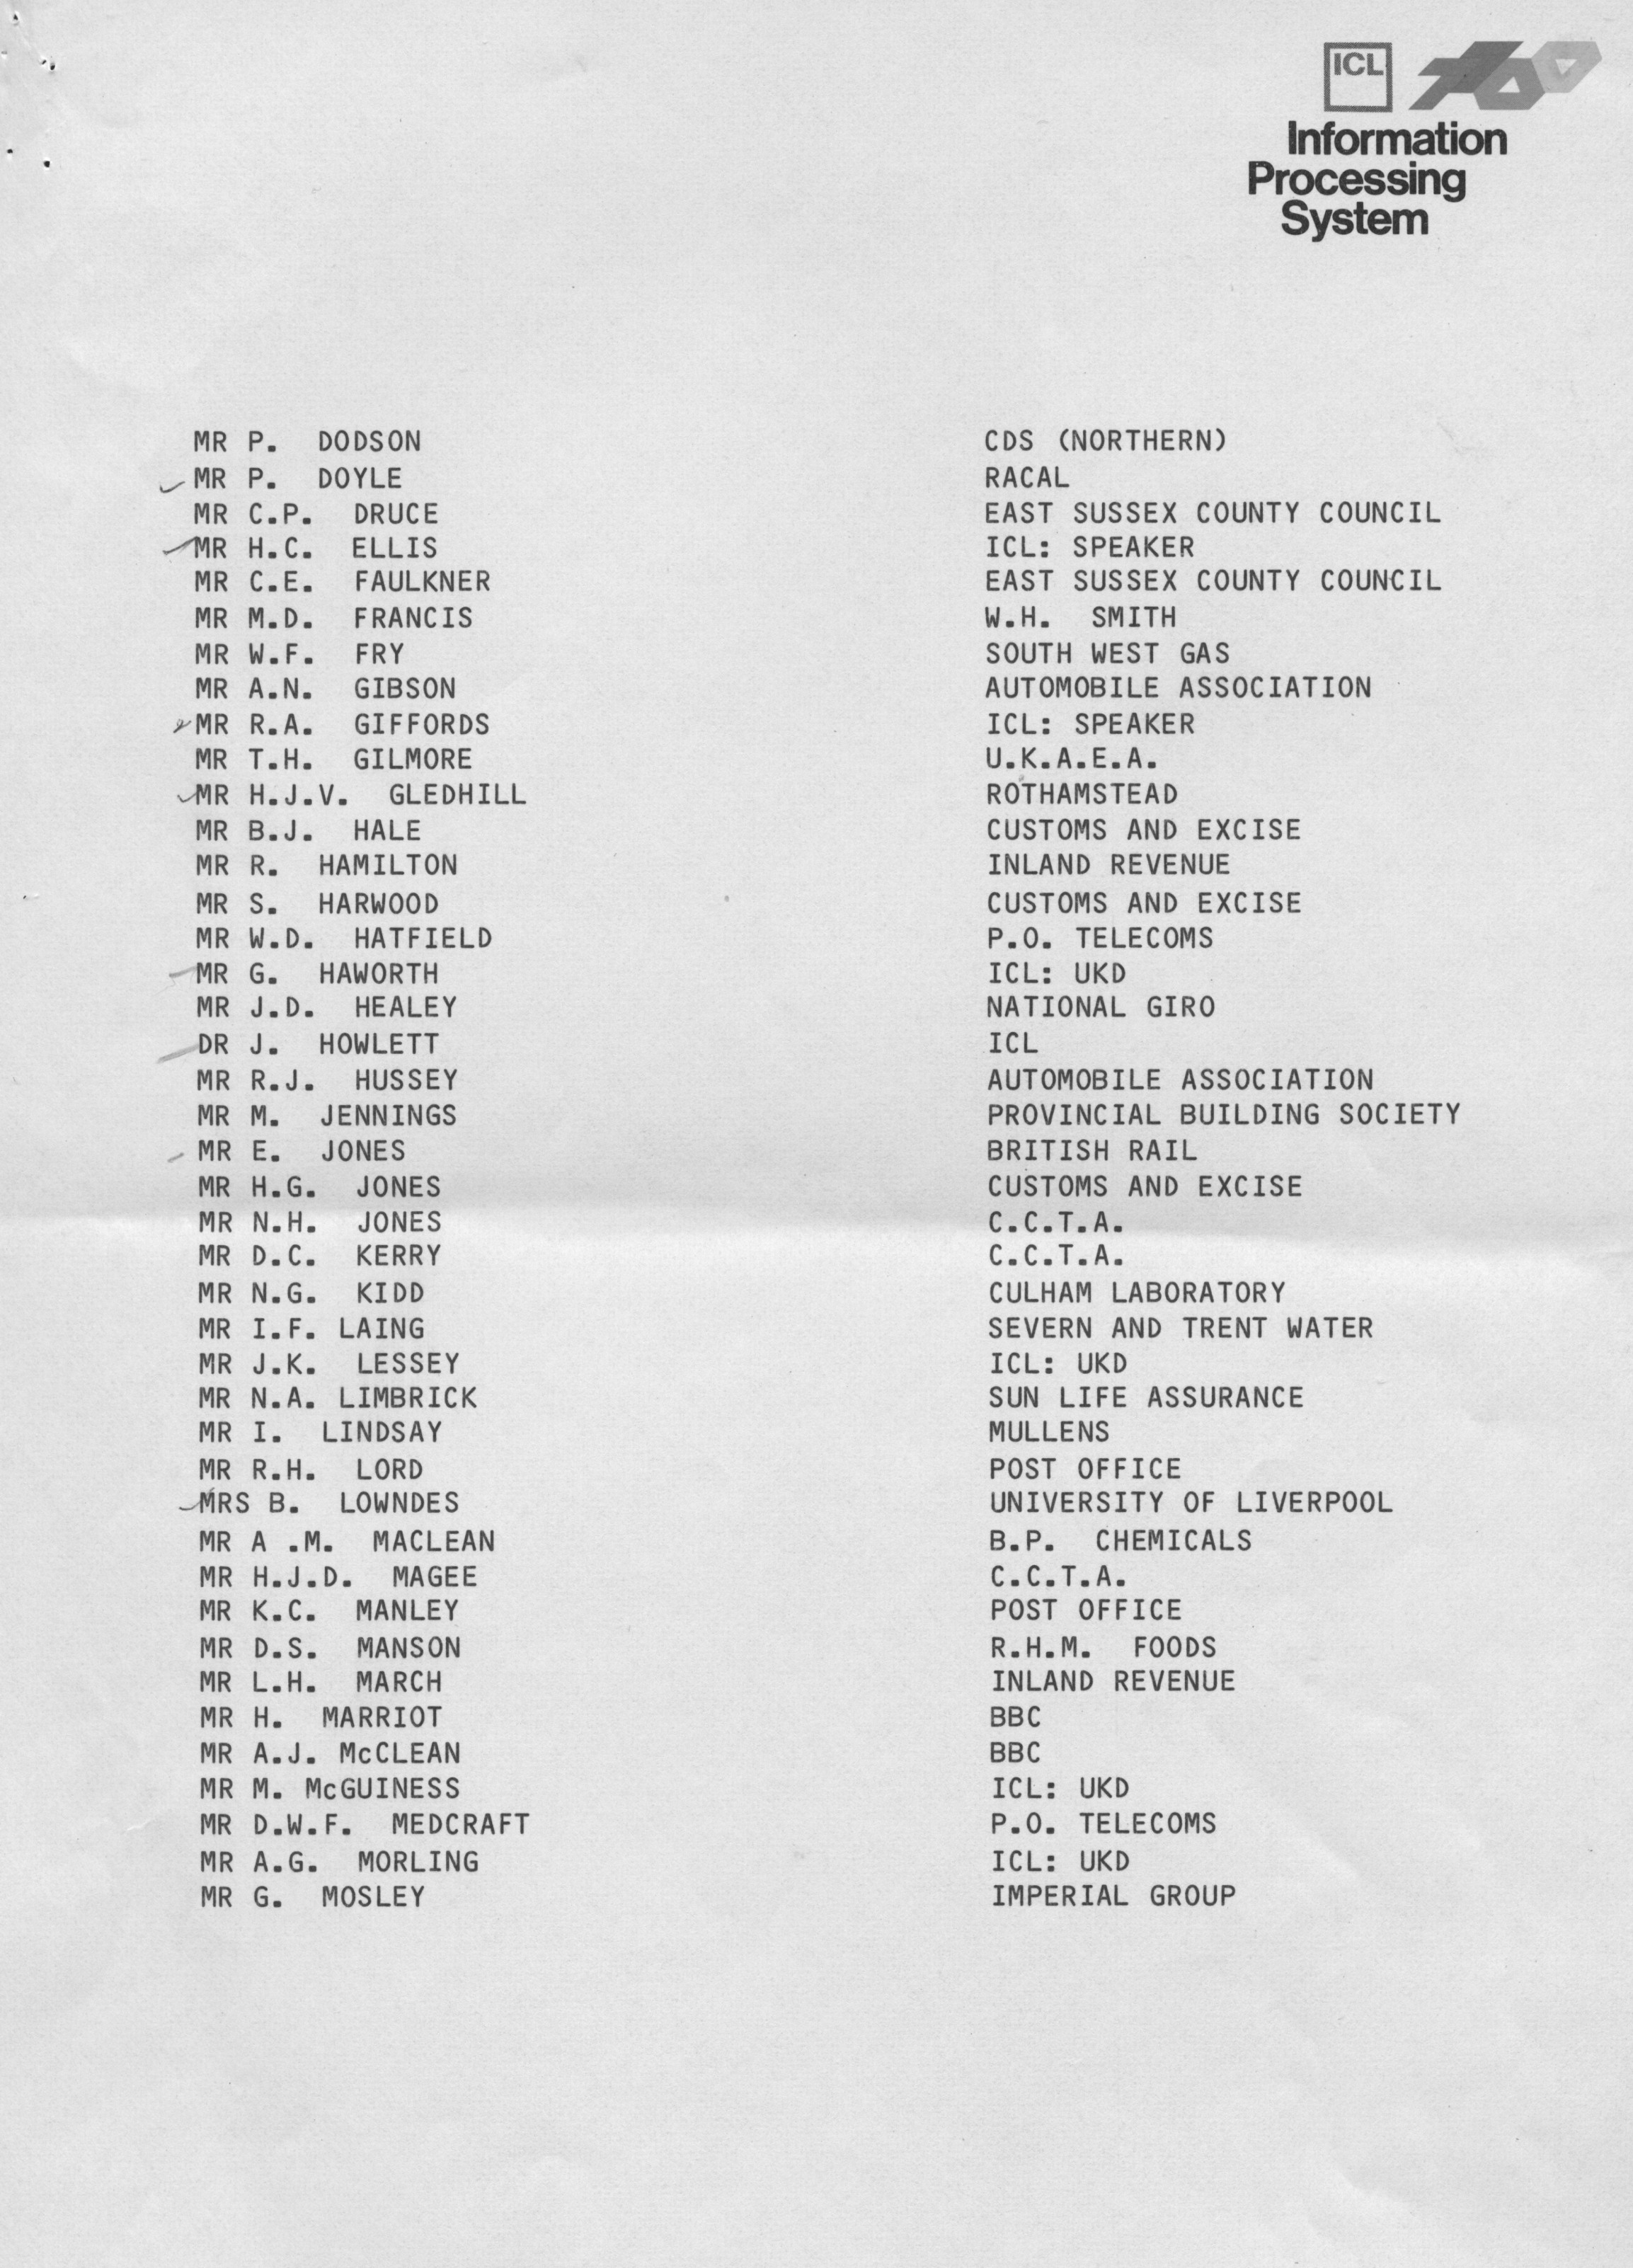 ICL
Information
Processing
System
MR P. DODSON CDS (NORTHERN)
MR P. DOYLE RACAL
MR C.P. DRUCE EAST SUSSEX COUNTY COUNCIL
MR H.C. ELLIS ICL: SPEAKER
MR C.E. FAULKNER EAST SUSSEX COUNTY COUNCIL
MR M.D. FRANCIS W.H. SMITH
MR W.F. FRY SOUTH WEST GAS
MR A.N. GIBSON AUTOMOBILE ASSOCIATION
MR R.A. GIFFORDS ICL: SPEAKER
MR T.H. GILMORE U.K.A.E.A.
MR H.J.V. GLEDHILL ROTHAMSTEAD
MR B.J. HALE CUSTOMS AND EXCISE
MR R. HAMILTON INLAND REVENUE
MR S. HARWOOD CUSTOMS AND EXCISE
MR W.D. HATFIELD P.O. TELECOMS
MR G. HAWORTH ICL: UKD
MR J.D. HEALEY NATIONAL GIRO
DR J. HOWLETT ICL
MR R.J. HUSSEY AUTOMOBILE ASSOCIATION
MR M. JENNINGS PROVINCIAL BUILDING SOCIETY
MR E. JONES BRITISH RAIL
MR H.G. JONES CUSTOMS AND EXCISE
MR N.H. JONES C.C.T.A.
MR D.C. KERRY C.C.T.A.
MR N.G. KIDD CULHAM LABORATORY
MR I.F. LAING SEVERN AND TRENT WATER
MR J.K. LESSEY ICL: UKD
MR N.A. LIMBRICK SUN LIFE ASSURANCE
MR I. LINDSAY MULLENS
MR R.H. LORD POST OFFICE
MRS B. LOWNDES UNIVERSITY OF LIVERPOOL
MR A .M. MACLEAN B.P. CHEMICALS
MR H.J.D. MAGEE C.C.T.A.
MR K.C. MANLEY POST OFFICE
MR D.S. MANSON R.H.M. FOODS
MR L.H. MARCH INLAND REVENUE
MR H. MARRIOT BBC
MR A.J. McCLEAN BBC
MR M. McGUINESS ICL: UKD
MR D.W.F. MEDCRAFT P.O. TELECOMS
MR A.G. MORLING ICL: UKD
MR G. MOSLEY IMPERIAL GROUP